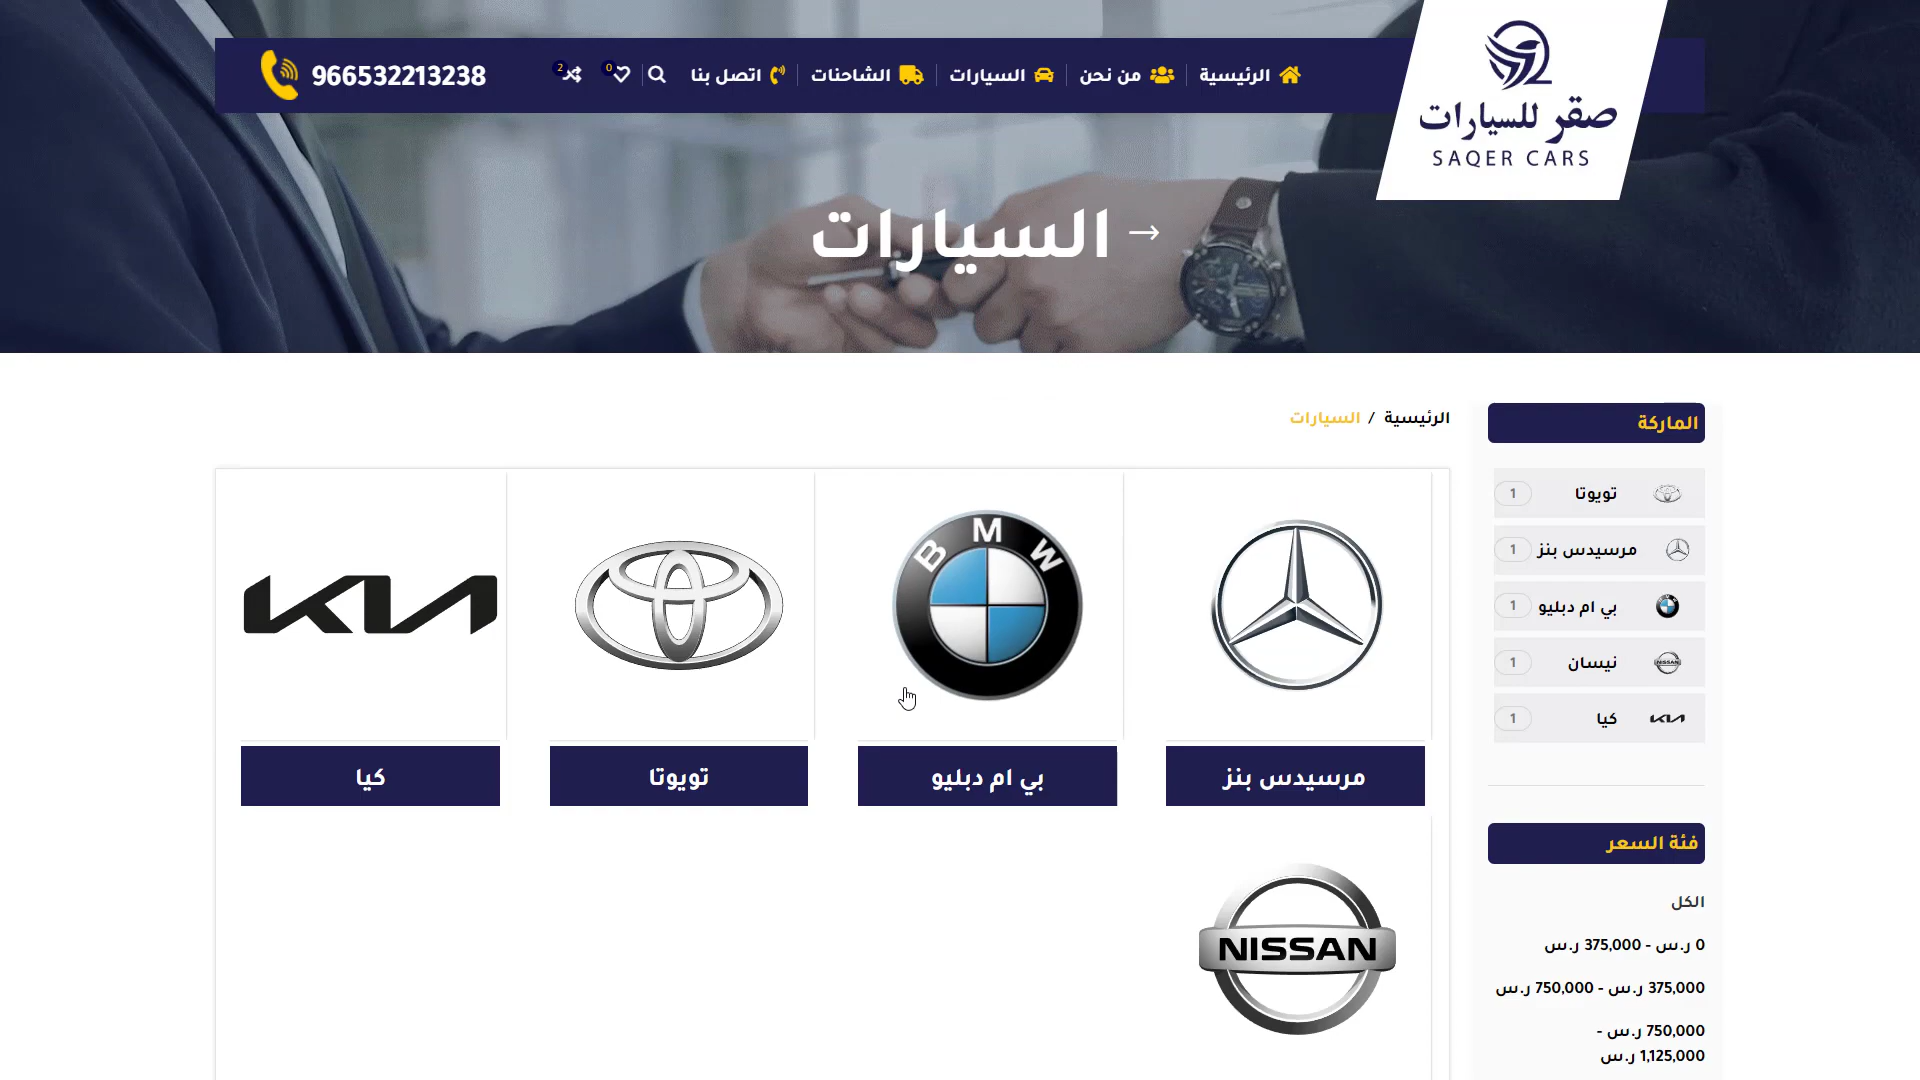 صقر للسيارات
SAQER CARS
الرئيسية
من نحن
السيارات
الشاحنات
اتصل بنا
0
2
966532213238
السيارات →
الرئيسية / السيارات
الماركة
تويوتا 1
مرسيدس بنز 1
بي ام دبليو 1
NISSAN
نيسان 1
كيا 1
KIA
فئة السعر
الكل
0 ر.س - 375,000 ر.س
375,000 ر.س - 750,000 ر.س
750,000 ر.س -
1,125,000 ر.س
BMW
KIA
مرسيدس بنز
بي ام دبليو
تويوتا
كيا
NISSAN